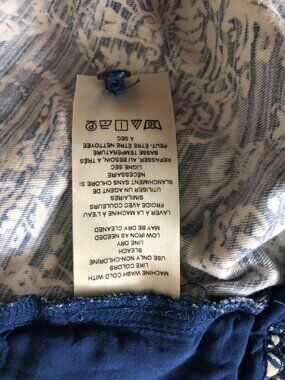 MACHINE WASH COLD WITH
LIKE COLORS
USE ONLY NON-CHLORINE
BLEACH
LINE DRY
LOW IRON AS NEEDED
MAY BE DRY CLEANED
LAVER À LA MACHINE À L'EAU
FROIDE AVEC COULEURS
SIMILAIRES
UTILISER UN AGENT DE
BLANCHIMENT SANS CHLORE SI
NÉCESSAIRE
LIGNE SEC
REPASSER, AU BESOIN, À TRÈS
BASSE TEMPERATURE
PEUT-ÊTRE ÊTRE NETTOYÉE
À SEC